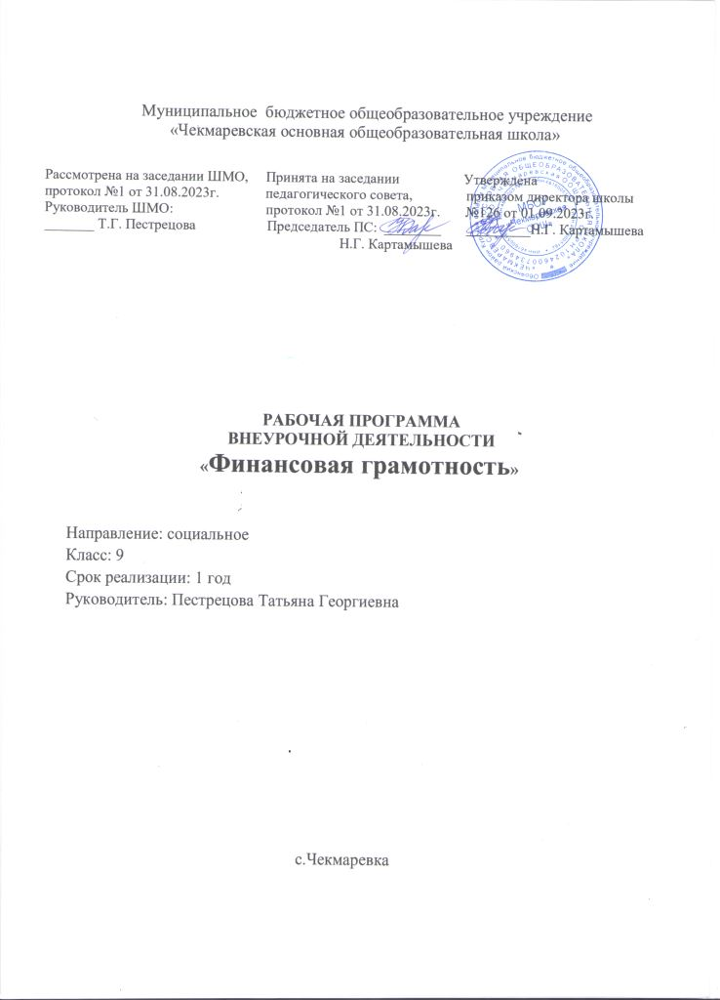 Муниципальное бюджетное общеобразовательное учреждение
«Чекмаревская основная общеобразовательная школа»
Рассмотрена на заседании ШМО,
протокол №1 от 31.08.2023г.
Руководитель ШМО:
_______ Т.Г. Пестрецова
Принята на заседании
педагогического совета,
протокол №1 от 31.08.2023г.
Председатель ПС: _________
Н.Г. Картамышева
Утверждена
приказом директора школы
№126 от 01.09.2023г.
_________Н.Г. Картамышева
РАБОЧАЯ ПРОГРАММА
ВНЕУРОЧНОЙ ДЕЯТЕЛЬНОСТИ
«Финансовая грамотность»
Направление: социальное
Класс: 9
Срок реализации: 1 год
Руководитель: Пестрецова Татьяна Георгиевна
с.Чекмаревка